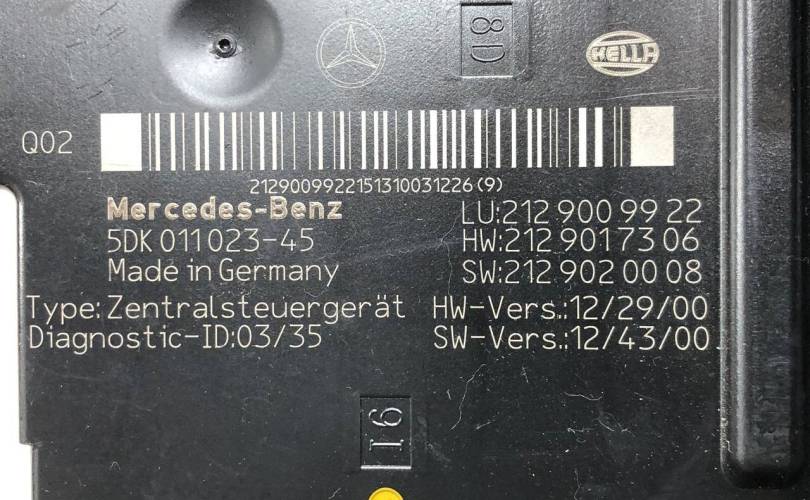 D8
HELLA
Q02
2129009922151310031226(9)
Mercedes-Benz
LU:212 900 99 22
5DK 011 023-45
HW:212 901 73 06
Made in Germany
SW:212 902 00 08
Type: Zentralsteuergerät HW-Vers.:12/29/00
Diagnostic-ID:03/35 SW-Vers.:12/43/00